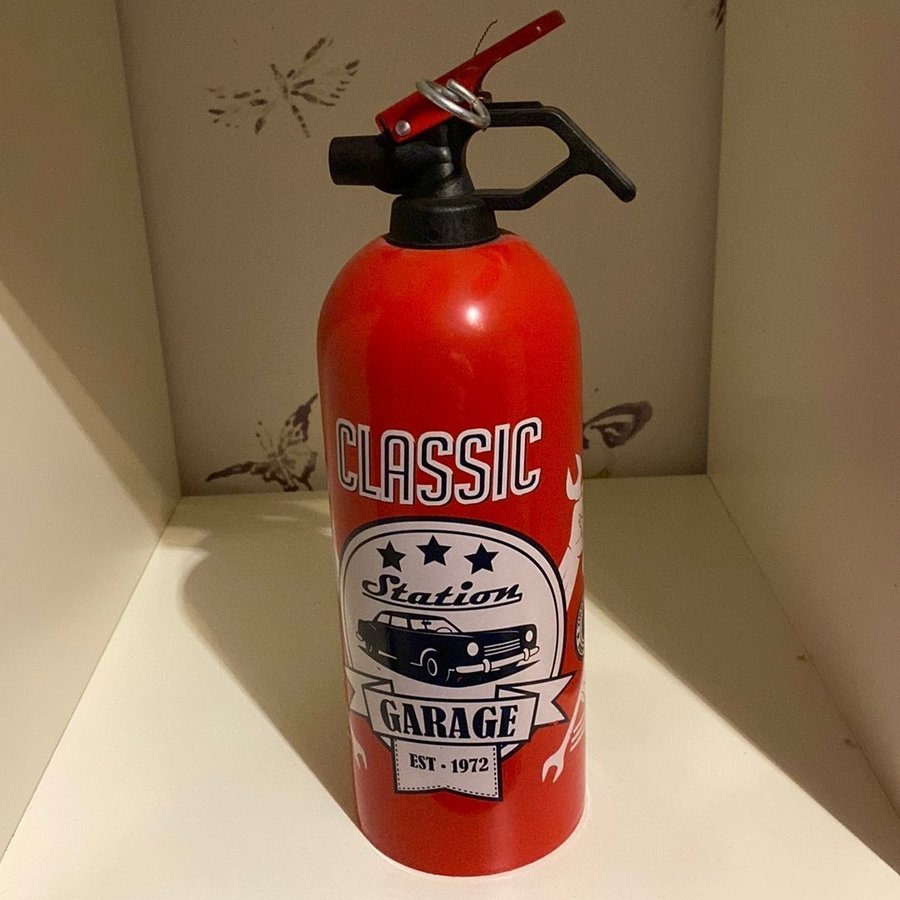 CLASSIC
Station
GARAGE
EST · 1972